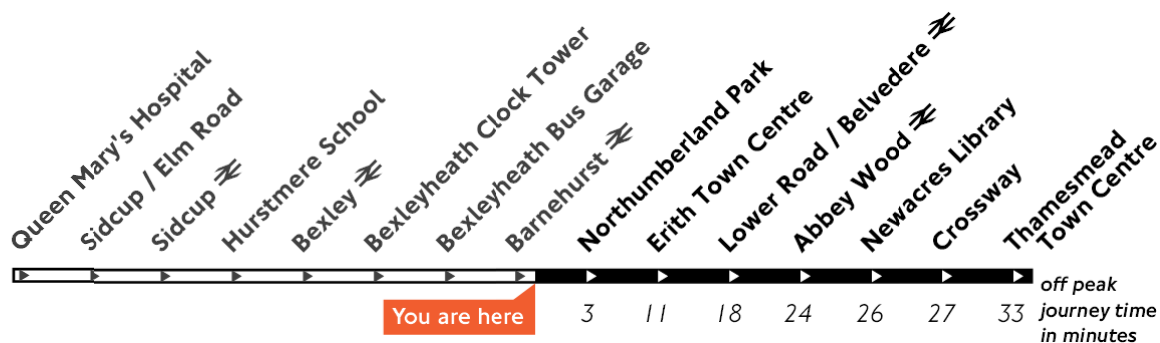 Queen Mary's Hospital
Sidcup / Elm Road
Sidcup
Hurstmere School
Bexley
Bexleyheath Clock Tower
Bexleyheath Bus Garage
Barnehurst
Northumberland Park
Erith Town Centre
Lower Road / Belvedere
Abbey Wood
Newacres Library
Crossway
Thamesmead
Town Centre
You are here
3 11 18 24 26 27 33
off peak
journey time
in minutes